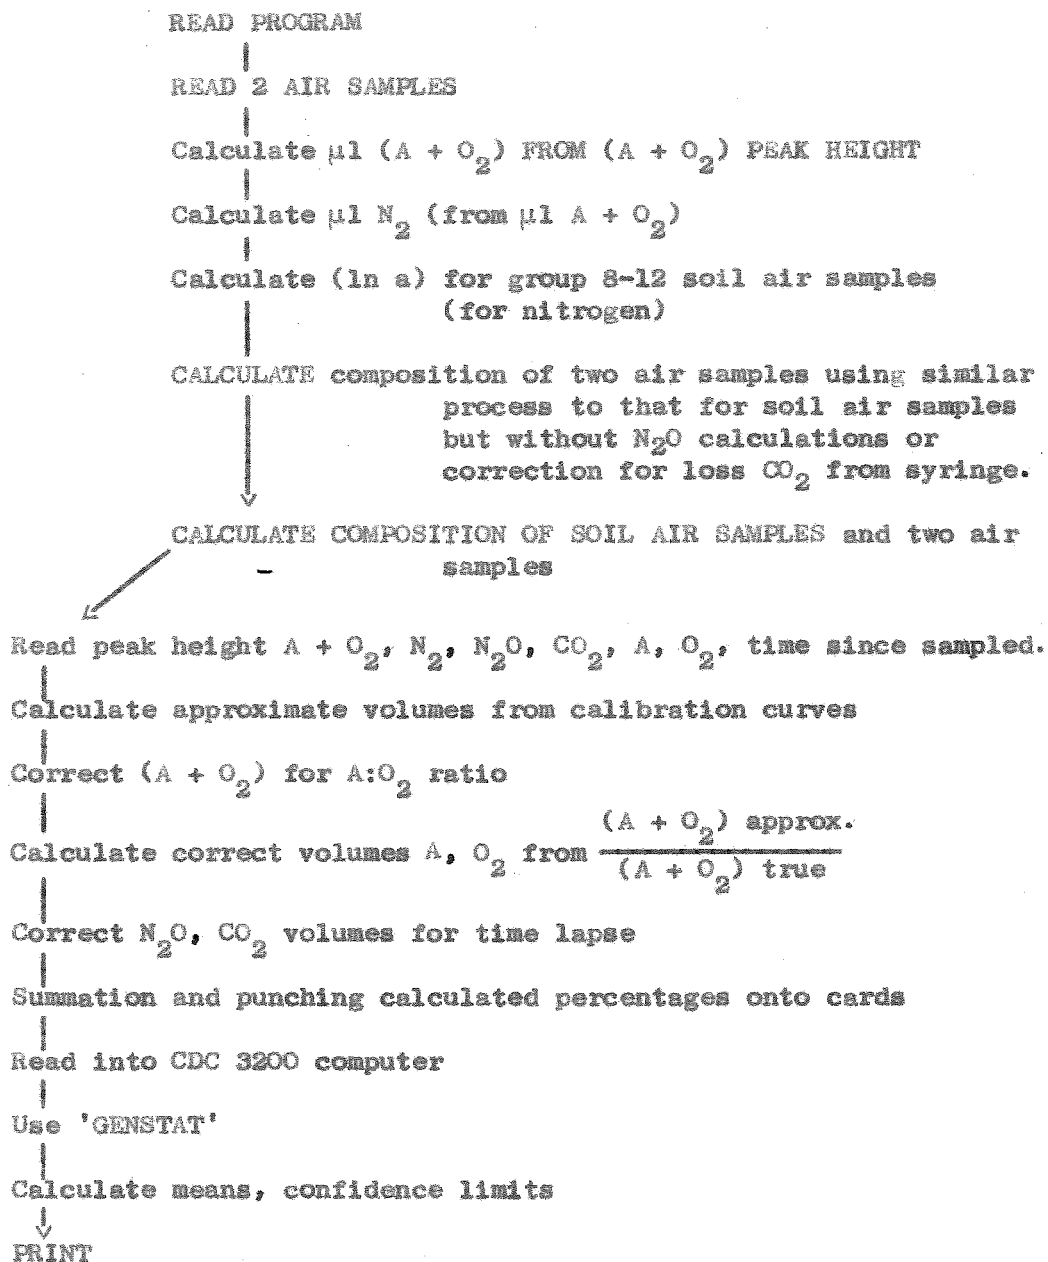 READ PROGRAM
READ 2 AIR SAMPLES
Calculate µl (A + O₂) FROM (A + O₂) PEAK HEIGHT
Calculate µl N₂ (from µl A + O₂)
Calculate (ln a) for group 8-12 soil air samples
(for nitrogen)
CALCULATE composition of two air samples using similar
process to that for soil air samples
but without N₂O calculations or
correction for loss CO₂ from syringe.
CALCULATE COMPOSITION OF SOIL AIR SAMPLES and two air
samples
Read peak height A + O₂, N₂, N₂O, CO₂, A, O₂, time since sampled.
Calculate approximate volumes from calibration curves
Correct (A + O₂) for A:O₂ ratio
(A + O₂) approx.
Calculate correct volumes A, O₂ from
(A + O₂) true
Correct N₂O, CO₂ volumes for time lapse
Summation and punching calculated percentages onto cards
Read into CDC 3200 computer
Use 'GENSTAT'
Calculate means, confidence limits
PRINT